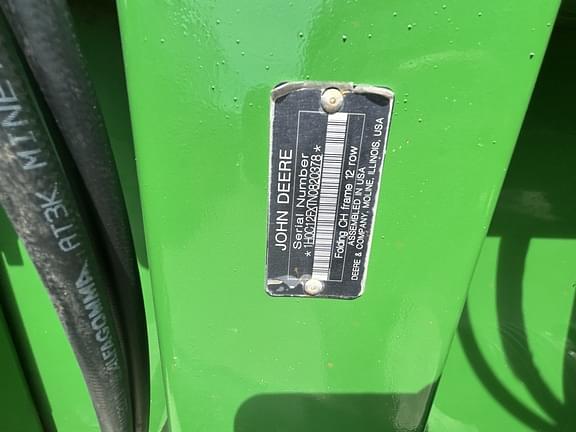 JOHN DEERE
Serial Number
*1H0C12FXTN0820378*
Folding CH frame 12 row
ASSEMBLED IN USA
DEERE & COMPANY, MOLINE, ILLINOIS, USA
ALFAGOMMA AT3K MINE